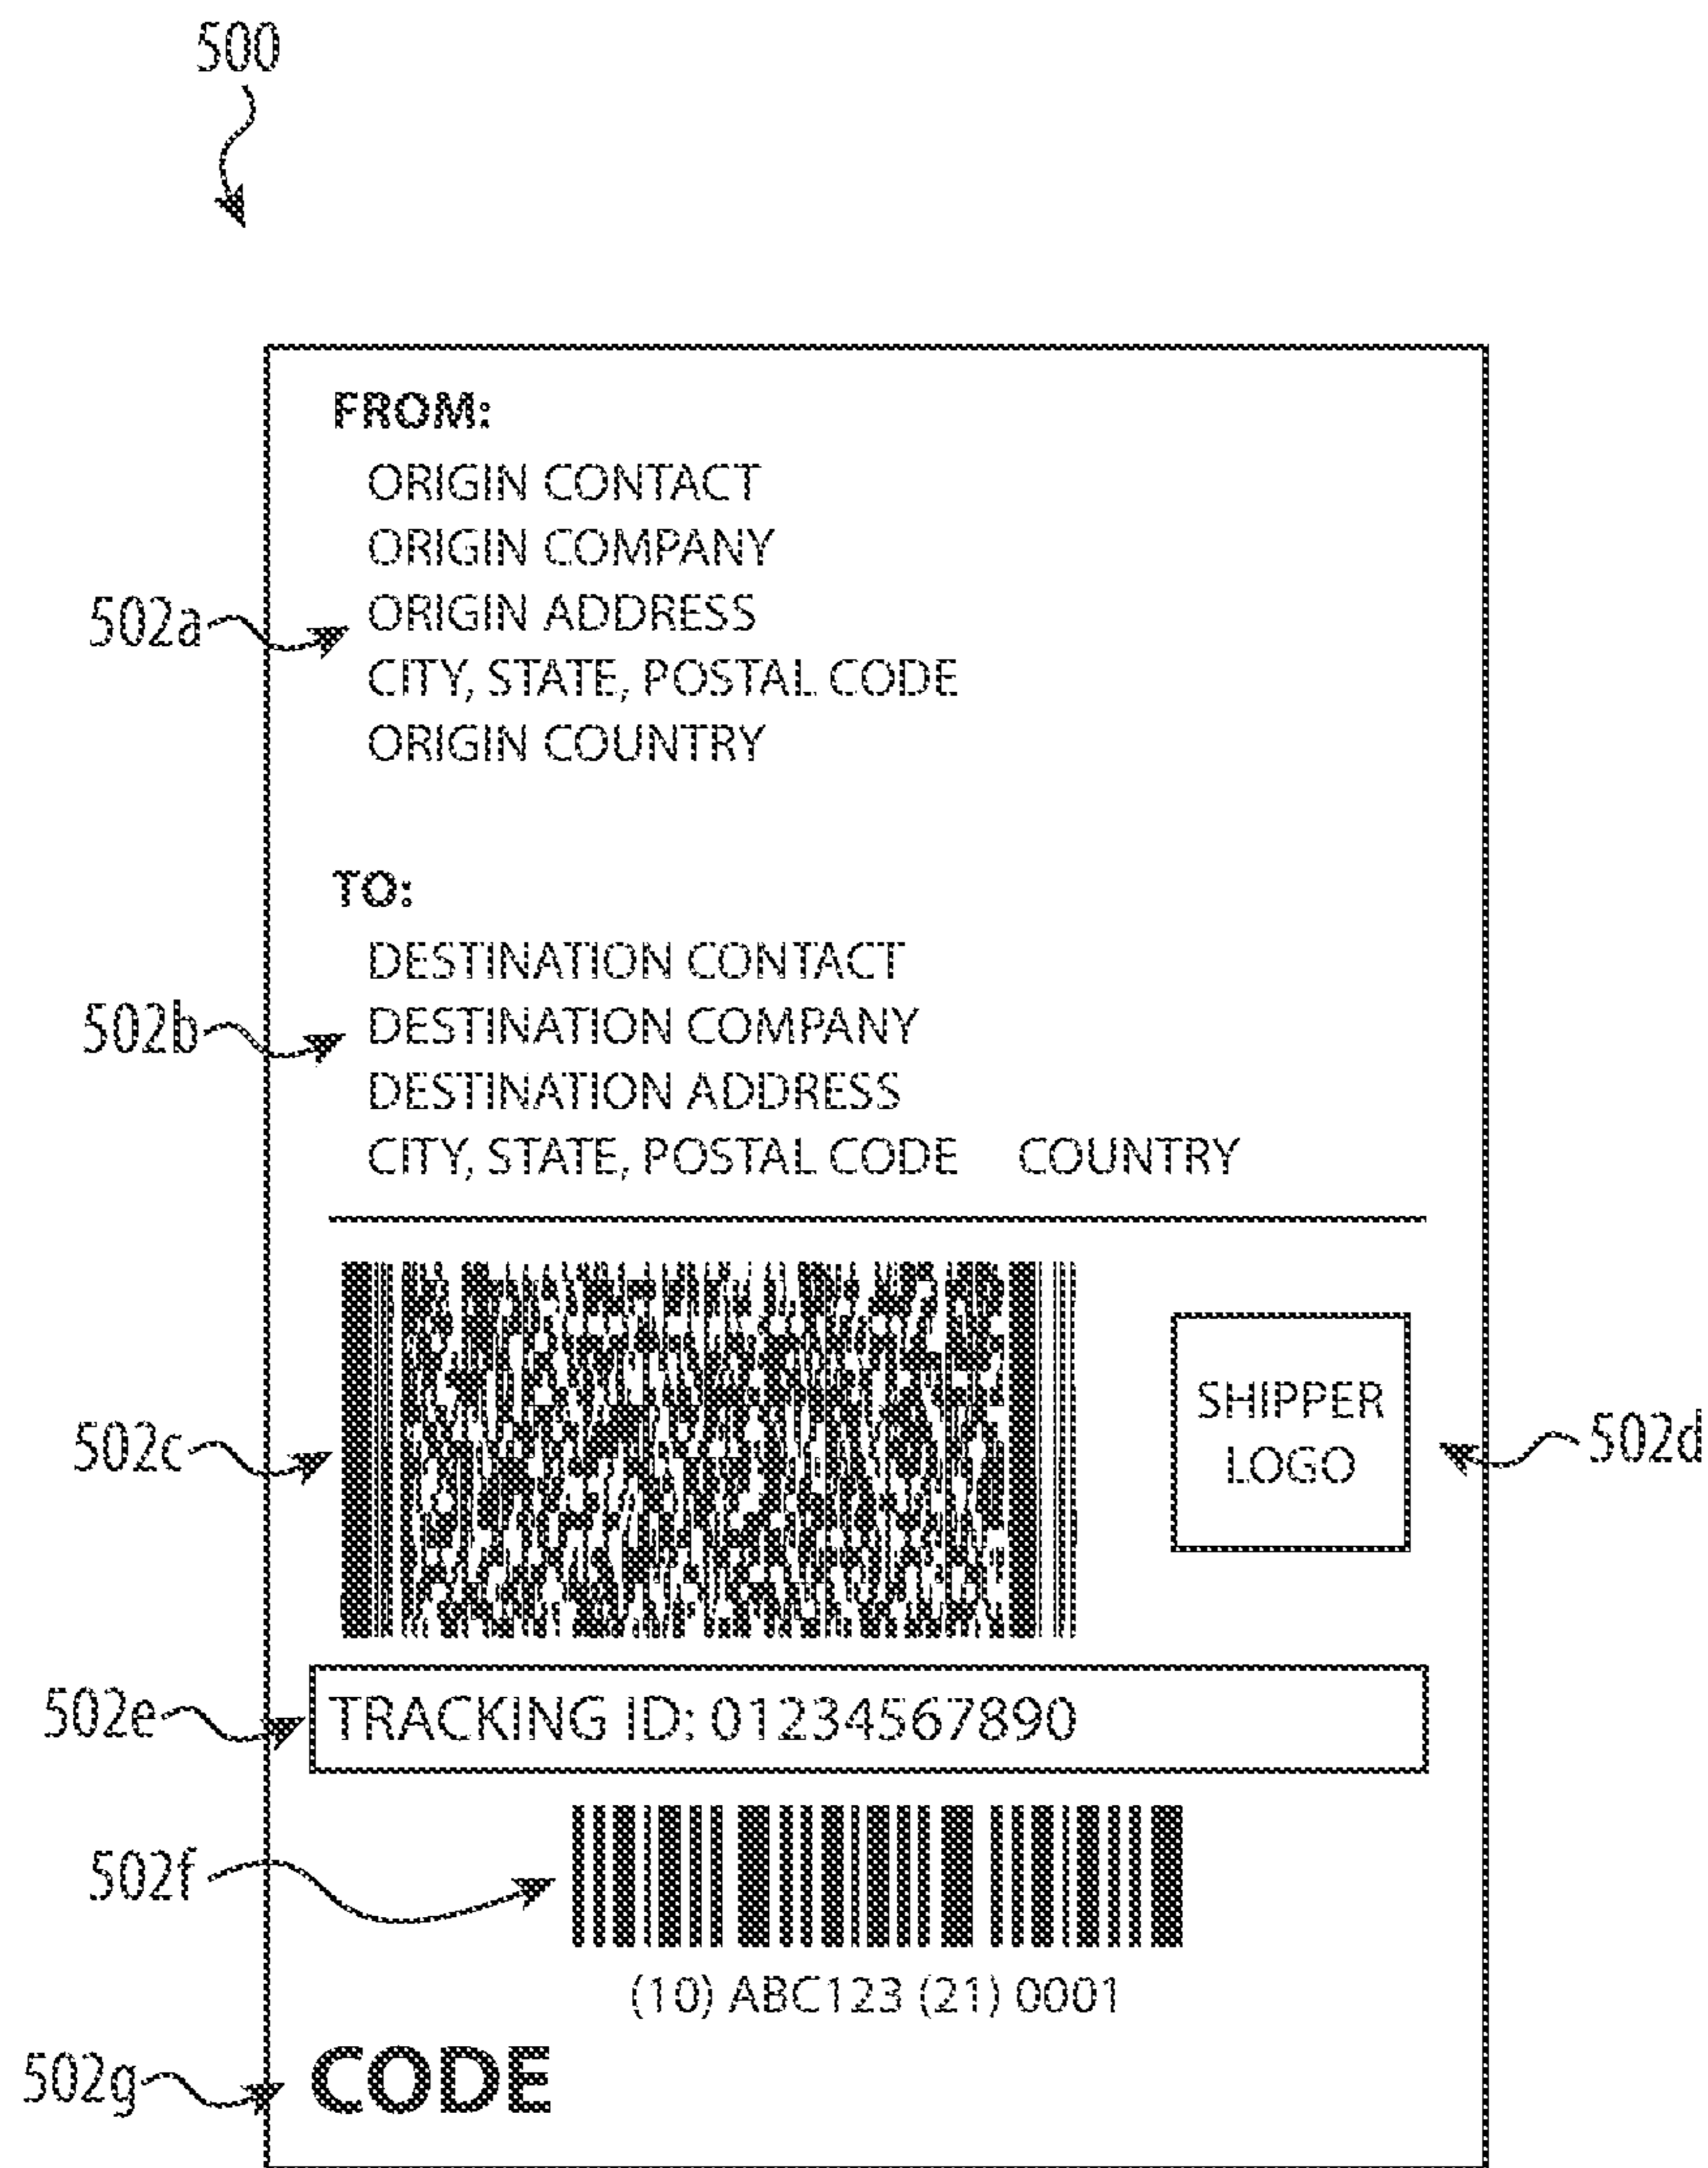 500
FROM:
ORIGIN CONTACT
ORIGIN COMPANY
502a ORIGIN ADDRESS
CITY, STATE, POSTAL CODE
ORIGIN COUNTRY
TO:
DESTINATION CONTACT
502b DESTINATION COMPANY
DESTINATION ADDRESS
CITY, STATE, POSTAL CODE COUNTRY
SHIPPER
LOGO
502c
502d
502e TRACKING ID: 01234567890
502f
(10) ABC123 (21) 0001
502g CODE